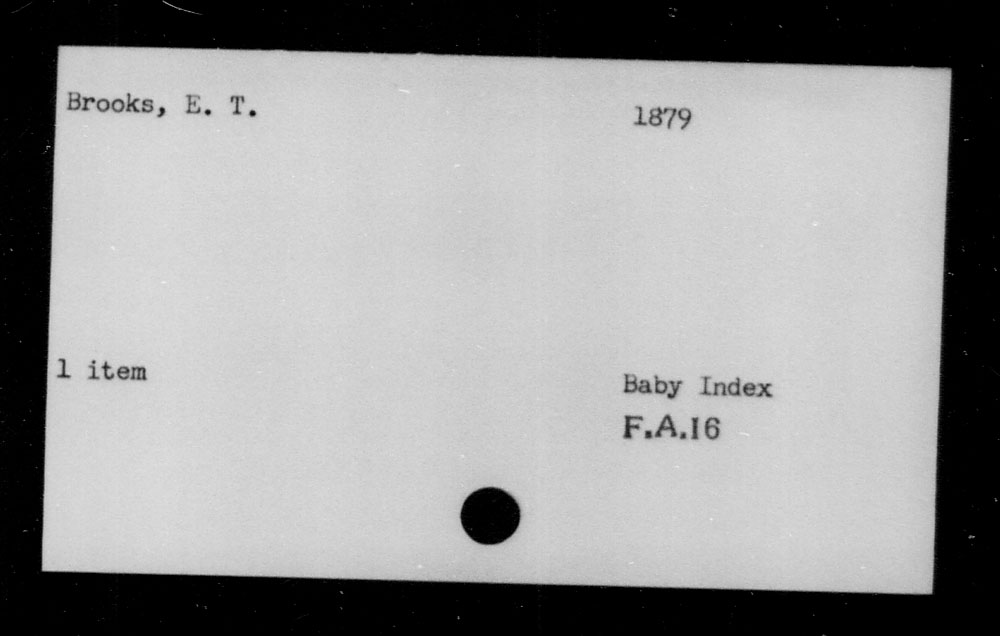 Brooks, E. T.
1879
1 item
Baby Index
F.A.16